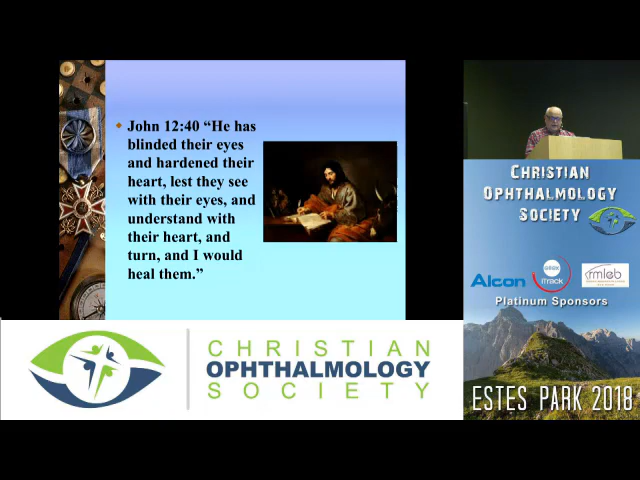 John 12:40 “He has
blinded their eyes
and hardened their
heart, lest they see
with their eyes, and
understand with
their heart, and
turn, and I would
heal them.”
CHRISTIAN
OPHTHALMOLOGY
SOCIETY
CHRISTIAN
OPHTHALMOLOGY
SOCIETY
Alcon
iTRACK
rmleb
Platinum Sponsors
ESTES PARK 2018